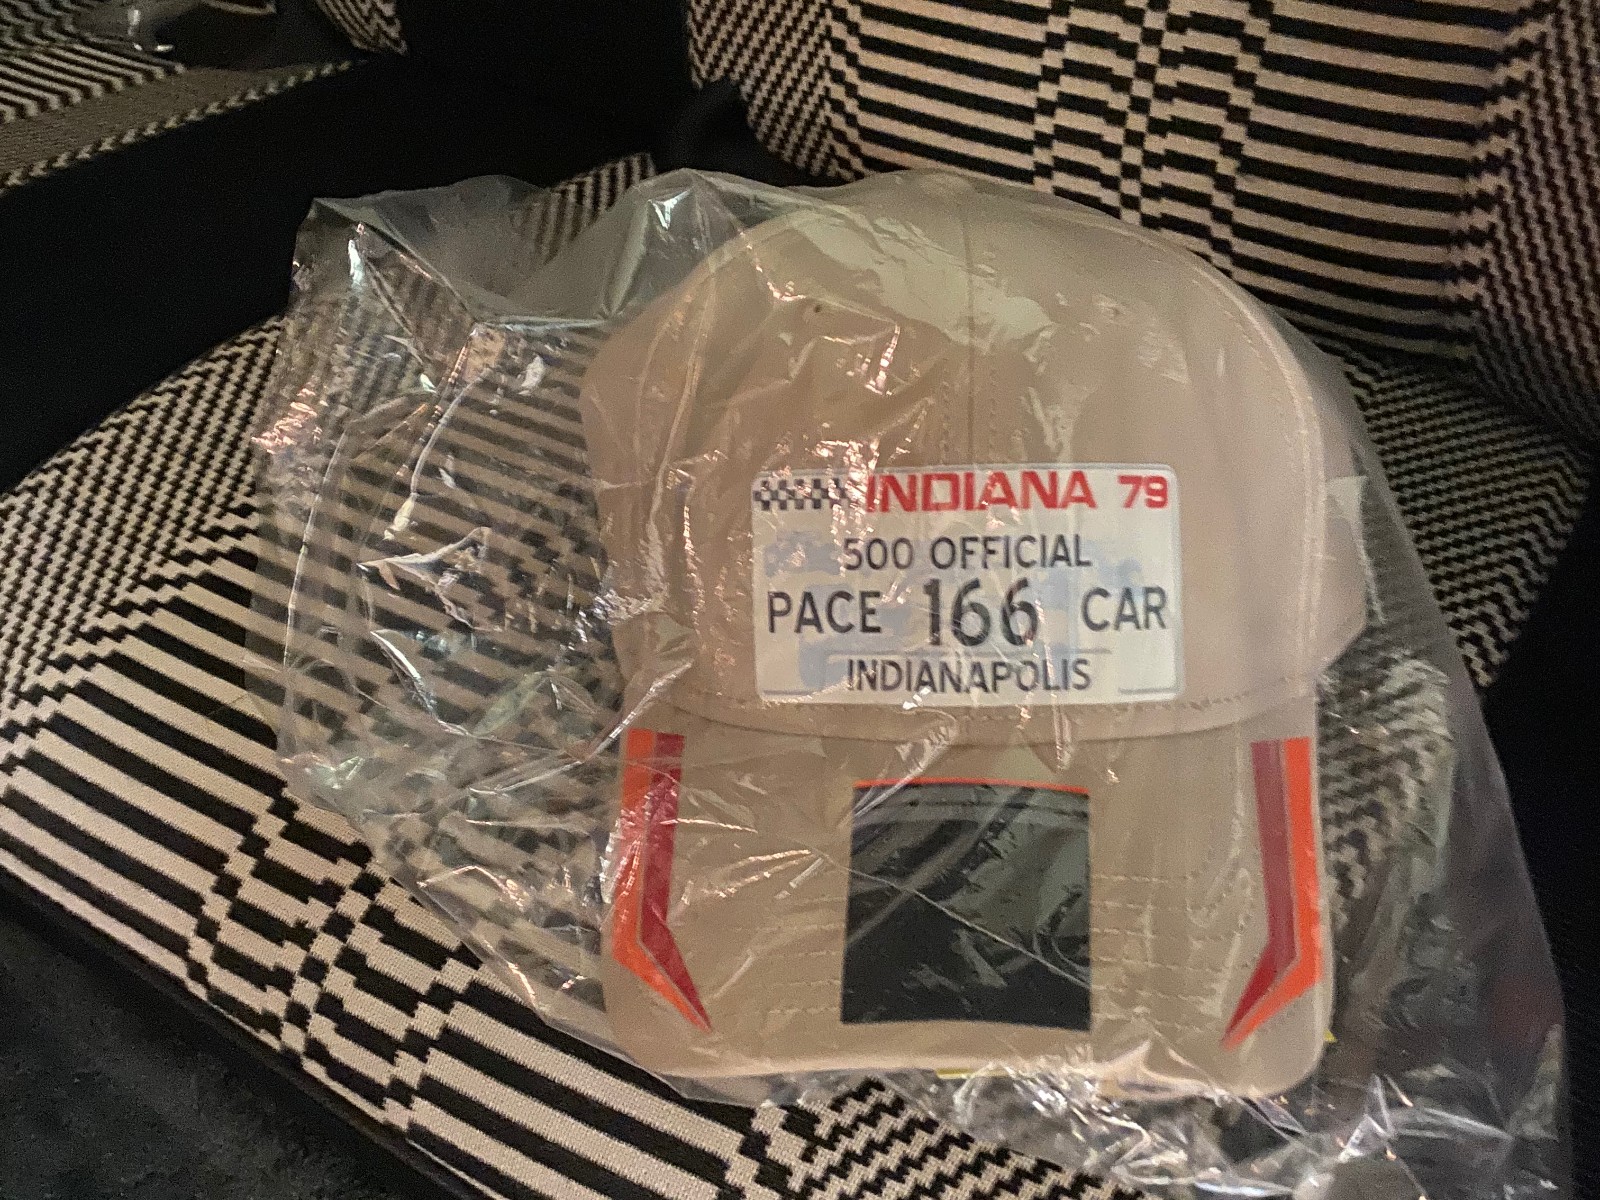 INDIANA 79
500 OFFICIAL
PACE 166 CAR
INDIANAPOLIS